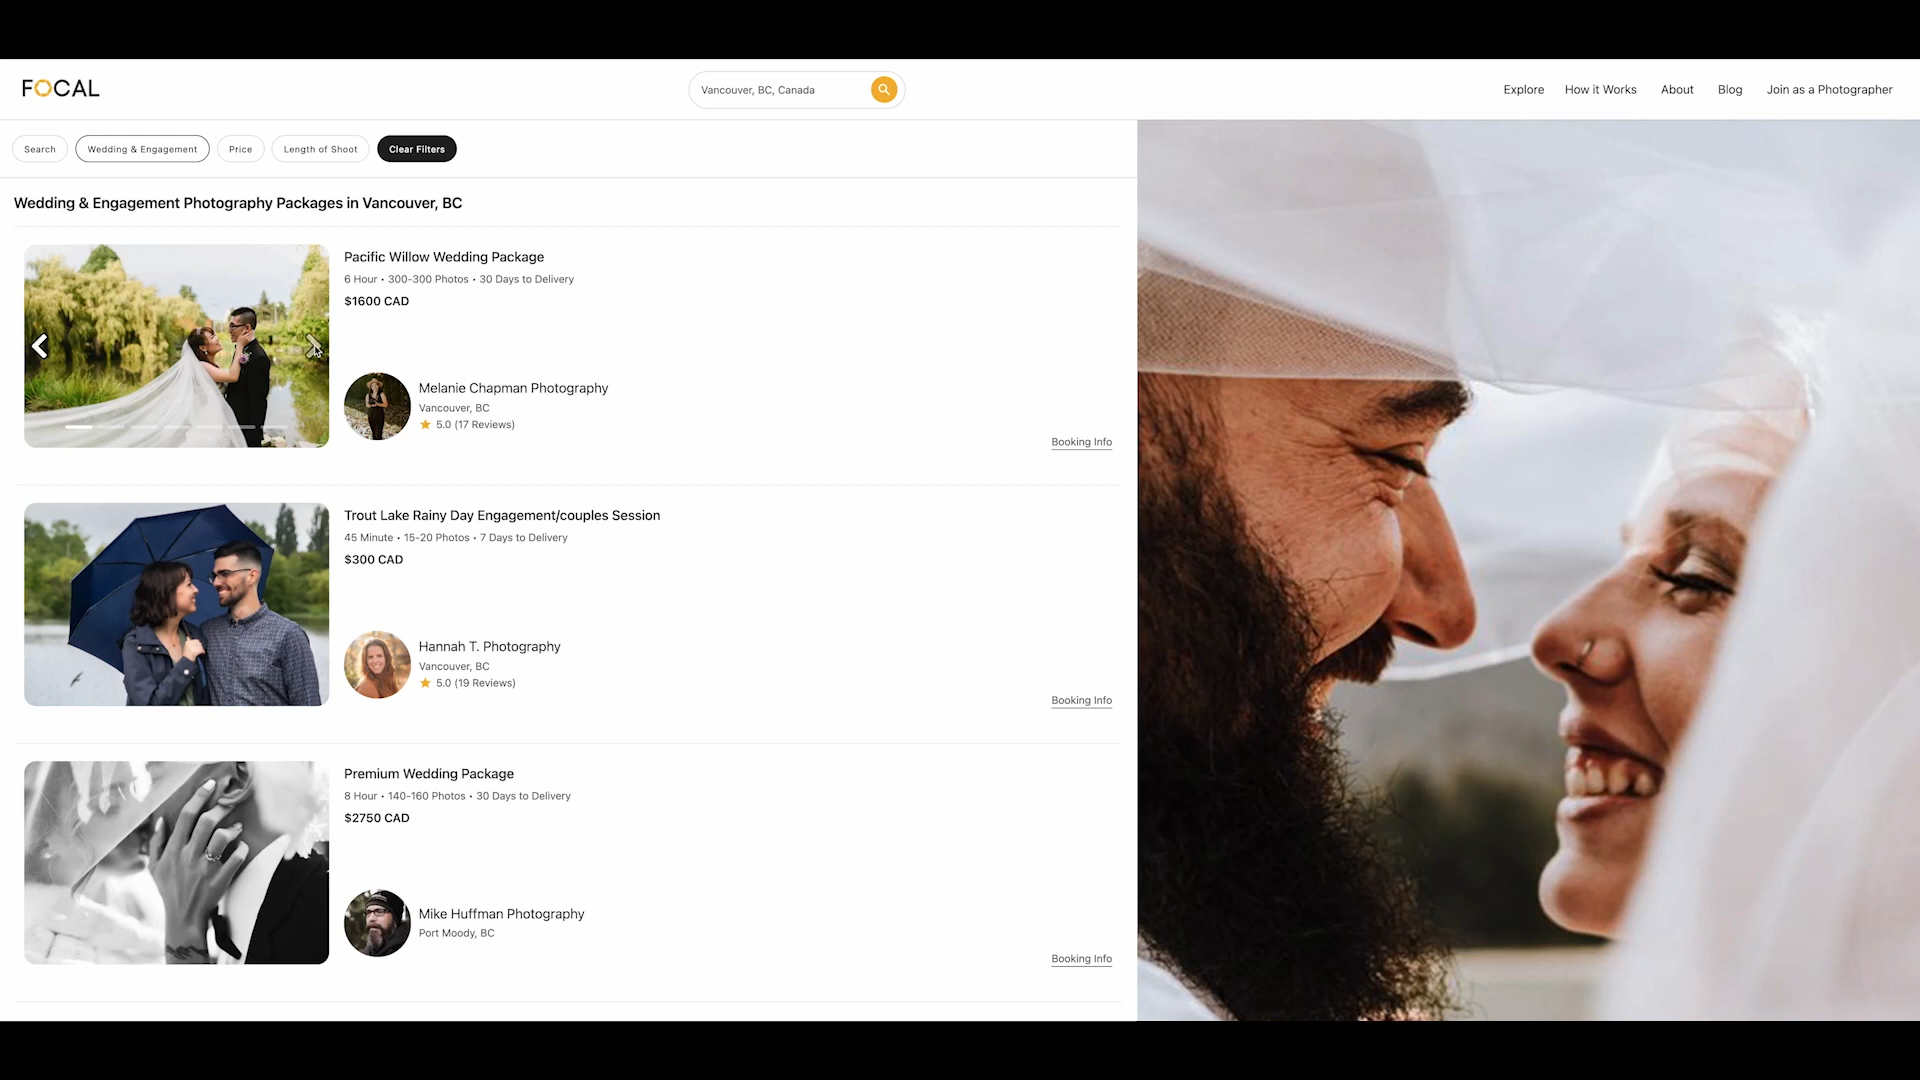 FOCAL
Vancouver, BC, Canada
Explore
How it Works
About
Blog
Join as a Photographer
Search
Wedding & Engagement
Price
Length of Shoot
Clear Filters
Wedding & Engagement Photography Packages in Vancouver, BC
Pacific Willow Wedding Package
6 Hour • 300-300 Photos • 30 Days to Delivery
$1600 CAD
Melanie Chapman Photography
Vancouver, BC
5.0 (17 Reviews)
Booking Info
Trout Lake Rainy Day Engagement/couples Session
45 Minute • 15-20 Photos • 7 Days to Delivery
$300 CAD
Hannah T. Photography
Vancouver, BC
5.0 (19 Reviews)
Booking Info
Premium Wedding Package
8 Hour • 140-160 Photos • 30 Days to Delivery
$2750 CAD
Mike Huffman Photography
Port Moody, BC
Booking Info